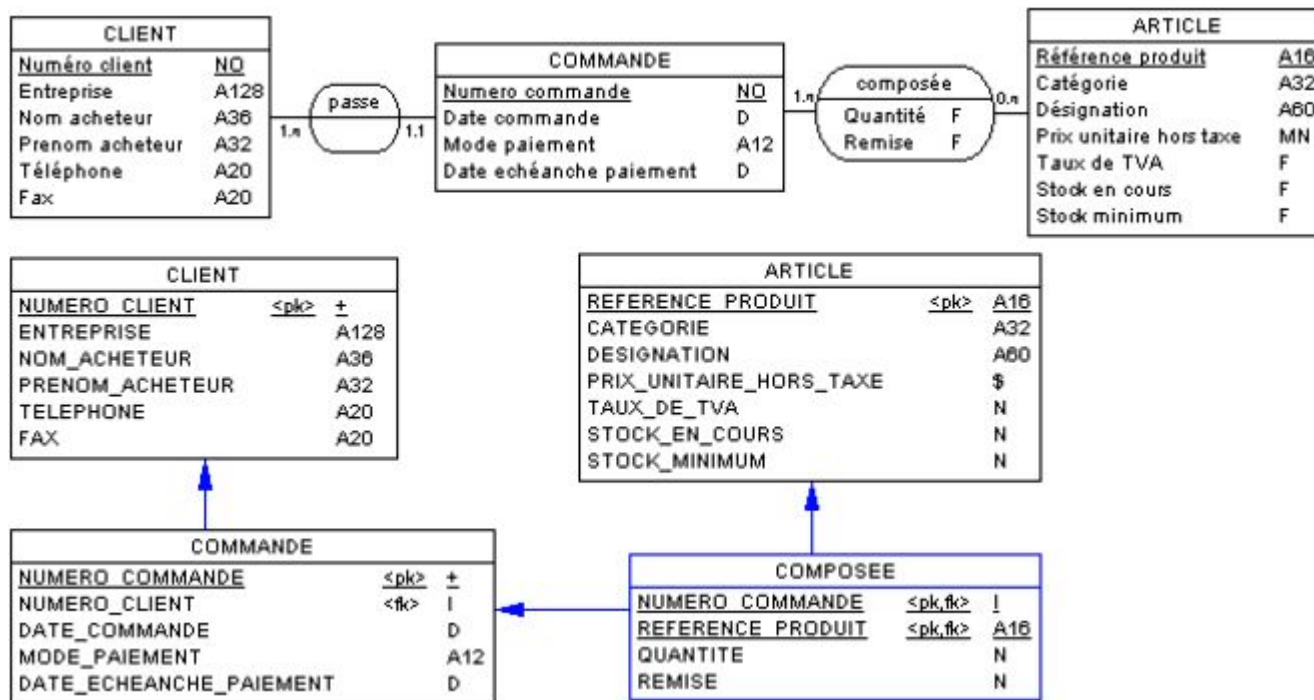 CLIENT
Numéro client NO
Entreprise A128
Nom acheteur A36
Prenom acheteur A32
Téléphone A20
Fax A20
1.n
passe
1.1
COMMANDE
Numero commande NO
Date commande D
Mode paiement A12
Date echéanche paiement D
1.n
composée
Quantité F
Remise F
0.n
ARTICLE
Référence produit A16
Catégorie A32
Désignation A60
Prix unitaire hors taxe MN
Taux de TVA F
Stock en cours F
Stock minimum F
CLIENT
NUMERO_CLIENT <pk> +
ENTREPRISE A128
NOM_ACHETEUR A36
PRENOM_ACHETEUR A32
TELEPHONE A20
FAX A20
ARTICLE
REFERENCE_PRODUIT <pk> A16
CATEGORIE A32
DESIGNATION A60
PRIX_UNITAIRE_HORS_TAXE $
TAUX_DE_TVA N
STOCK_EN_COURS N
STOCK_MINIMUM N
COMMANDE
NUMERO_COMMANDE <pk> +
NUMERO_CLIENT <fk> I
DATE_COMMANDE D
MODE_PAIEMENT A12
DATE_ECHEANCHE_PAIEMENT D
COMPOSEE
NUMERO_COMMANDE <pk,fk> I
REFERENCE_PRODUIT <pk,fk> A16
QUANTITE N
REMISE N